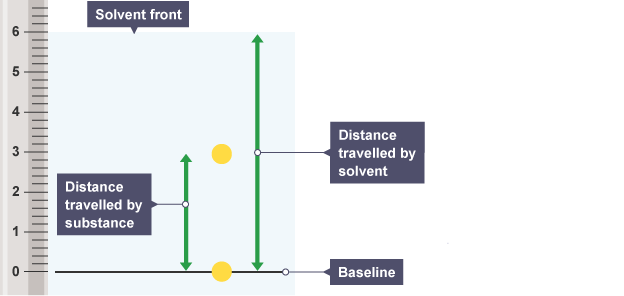 Solvent front
6
5
4
3
2
1
0
Distance
travelled by
solvent
Distance
travelled by
substance
Baseline